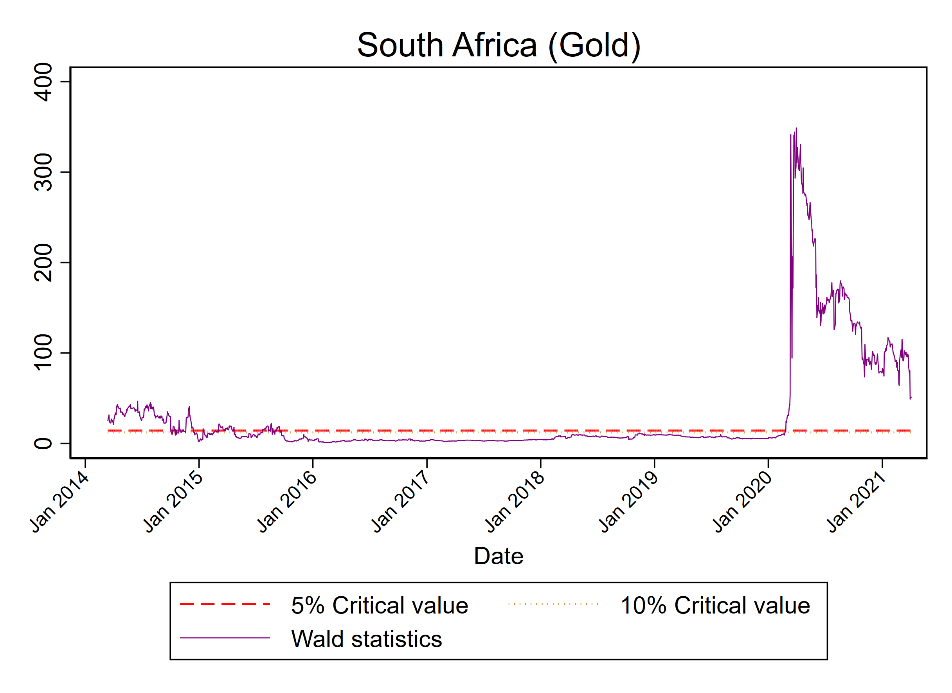 South Africa (Gold)
400
300
200
100
0
Jan 2014
Jan 2015
Jan 2016
Jan 2017
Jan 2018
Jan 2019
Jan 2020
Jan 2021
Date
5% Critical value
10% Critical value
Wald statistics